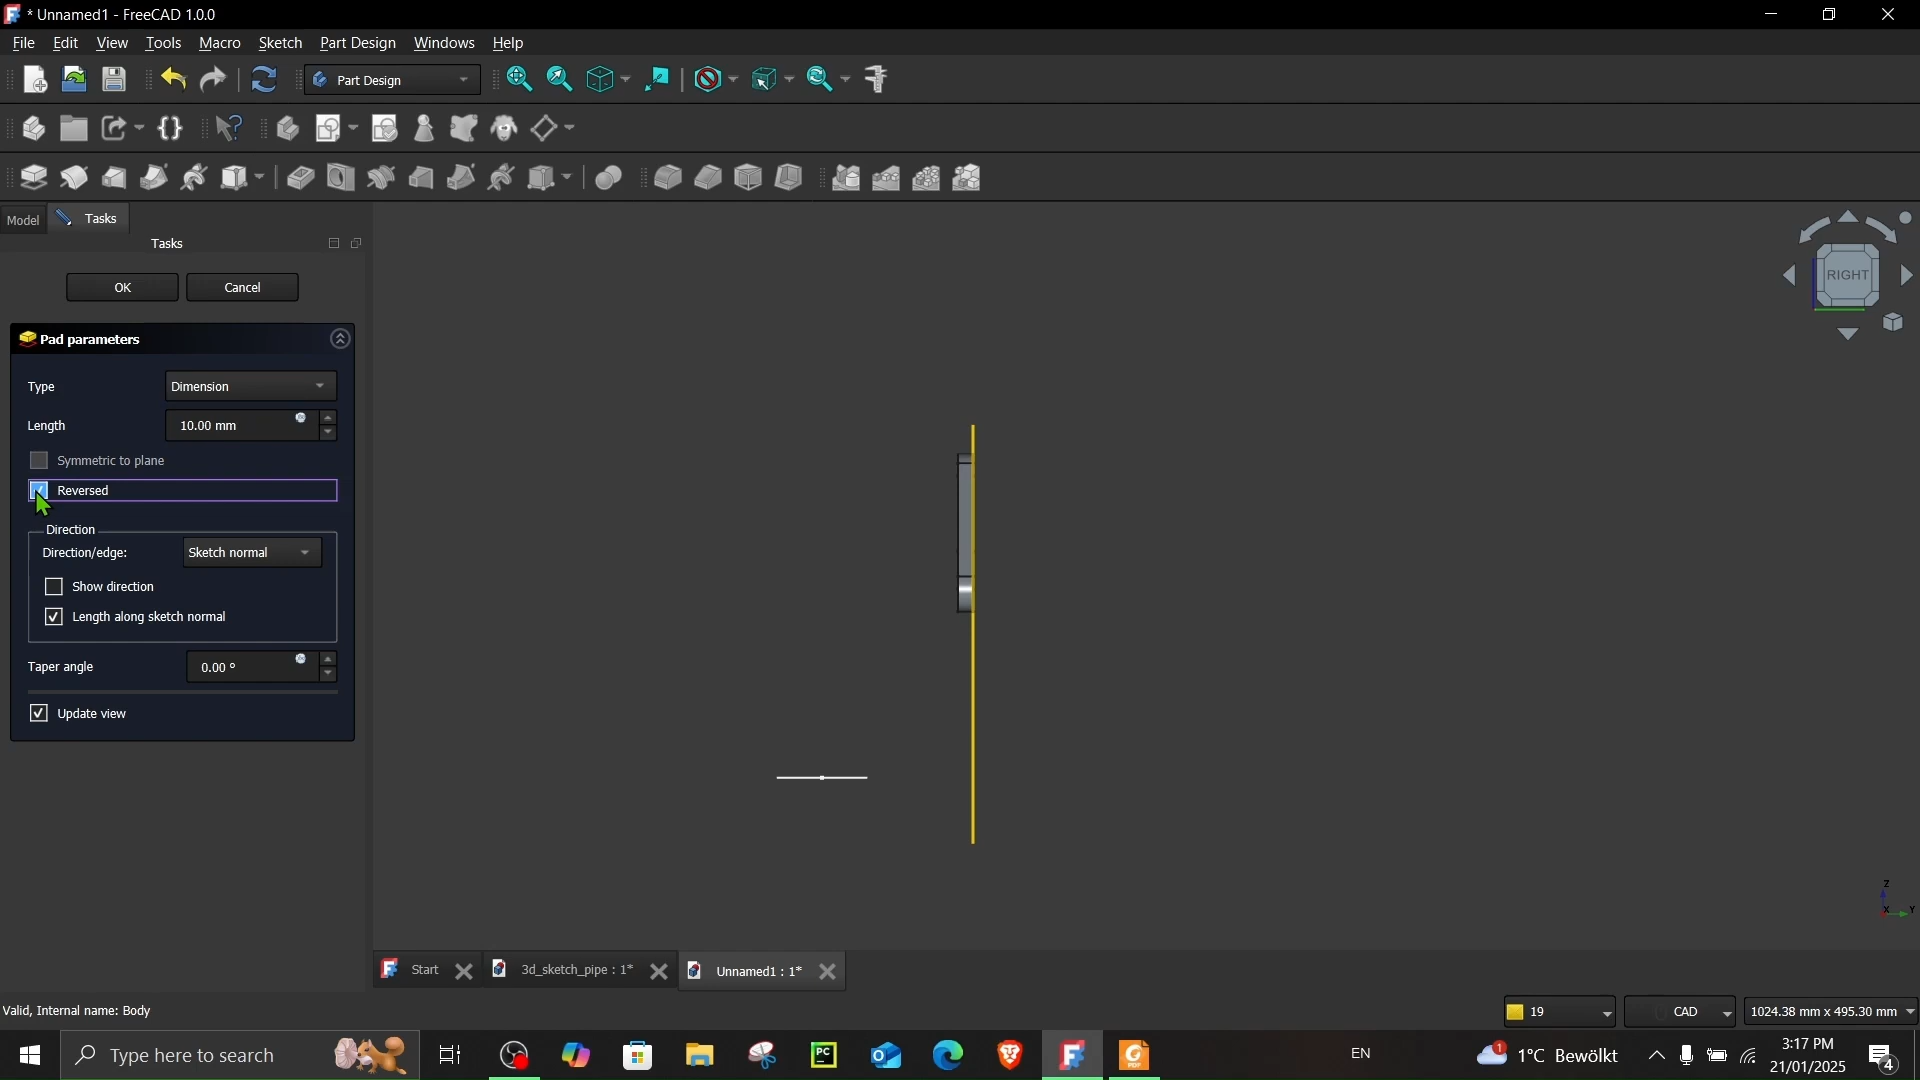 * Unnamed1 - FreeCAD 1.0.0
File Edit View Tools Macro Sketch Part Design Windows Help
Part Design
Model Tasks
Tasks
OK Cancel
Pad parameters
Type Dimension
Length 10.00 mm
Symmetric to plane
Reversed
Direction
Direction/edge: Sketch normal
Show direction
Length along sketch normal
Taper angle 0.00 °
Update view
RIGHT
Z
X Y
Start 3d_sketch_pipe : 1* Unnamed1 : 1*
Valid, Internal name: Body
19 CAD 1024.38 mm x 495.30 mm
Type here to search
PC
EN
1
1°C Bewölkt
3:17 PM
21/01/2025
4